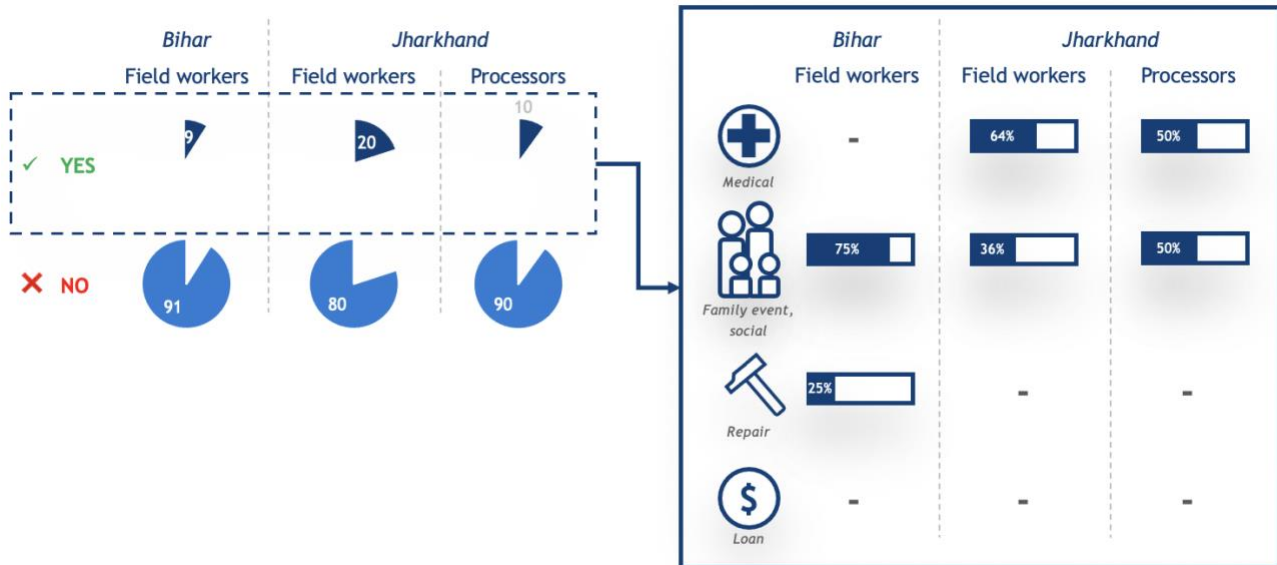 Bihar
Jharkhand
Field workers
Field workers
Processors
9
20
10
✓ YES
✕ NO
91
80
90
Bihar
Jharkhand
Field workers
Field workers
Processors
Medical
-
64%
50%
Family event,
social
75%
36%
50%
Repair
25%
-
-
$
Loan
-
-
-